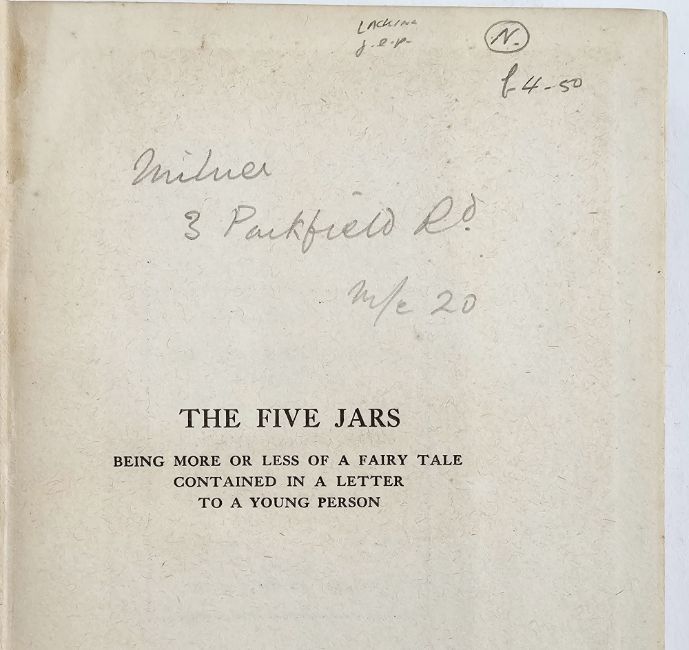 LACKING
f.e.p.
N.
£4-50
Milner
3 Parkfield Rd.
M/c 20
THE FIVE JARS
BEING MORE OR LESS OF A FAIRY TALE
CONTAINED IN A LETTER
TO A YOUNG PERSON